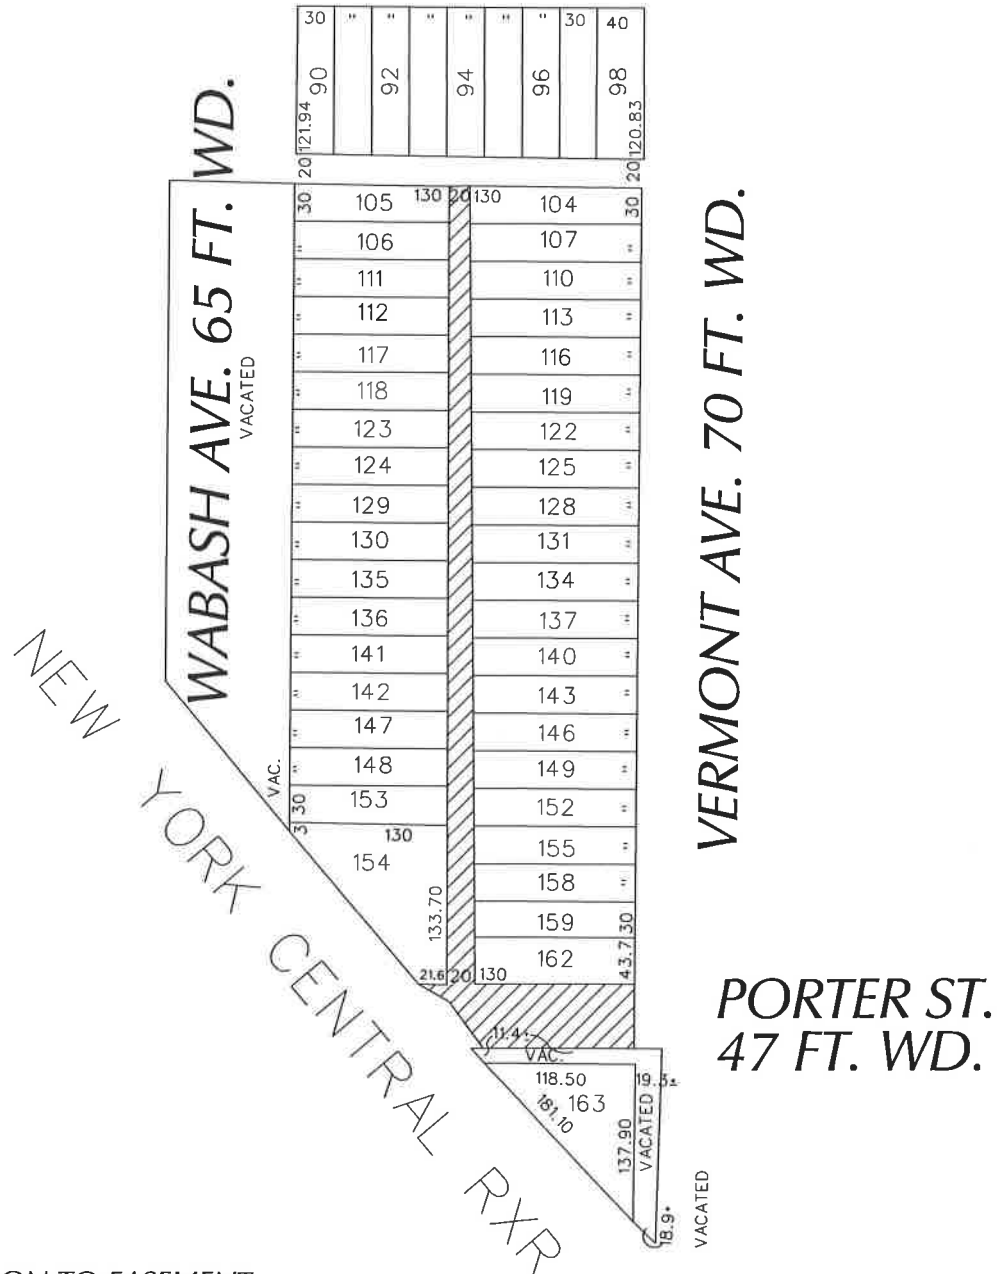 30 " " " " " " 30 40
90 92 94 96 98
121.94 120.83
20 20
WABASH AVE. 65 FT. WD.
VACATED
VERMONT AVE. 70 FT. WD.
30 105 130 20 130 104 30
" 106 107 "
" 111 110 "
" 112 113 "
" 117 116 "
" 118 119 "
" 123 122 "
" 124 125 "
" 129 128 "
" 130 131 "
" 135 134 "
" 136 137 "
" 141 140 "
" 142 143 "
" 147 146 "
" 148 149 "
VAC.
30 153 152 "
3 130
154 155 "
158 "
133.70 159 30
162 43.7
21.6 20 130
NEW YORK CENTRAL RXR
PORTER ST.
47 FT. WD.
11.4±
VAC.
118.50 19.3±
163
181.10
137.90
VACATED
18.9±
VACATED
ON TO EASEMENT